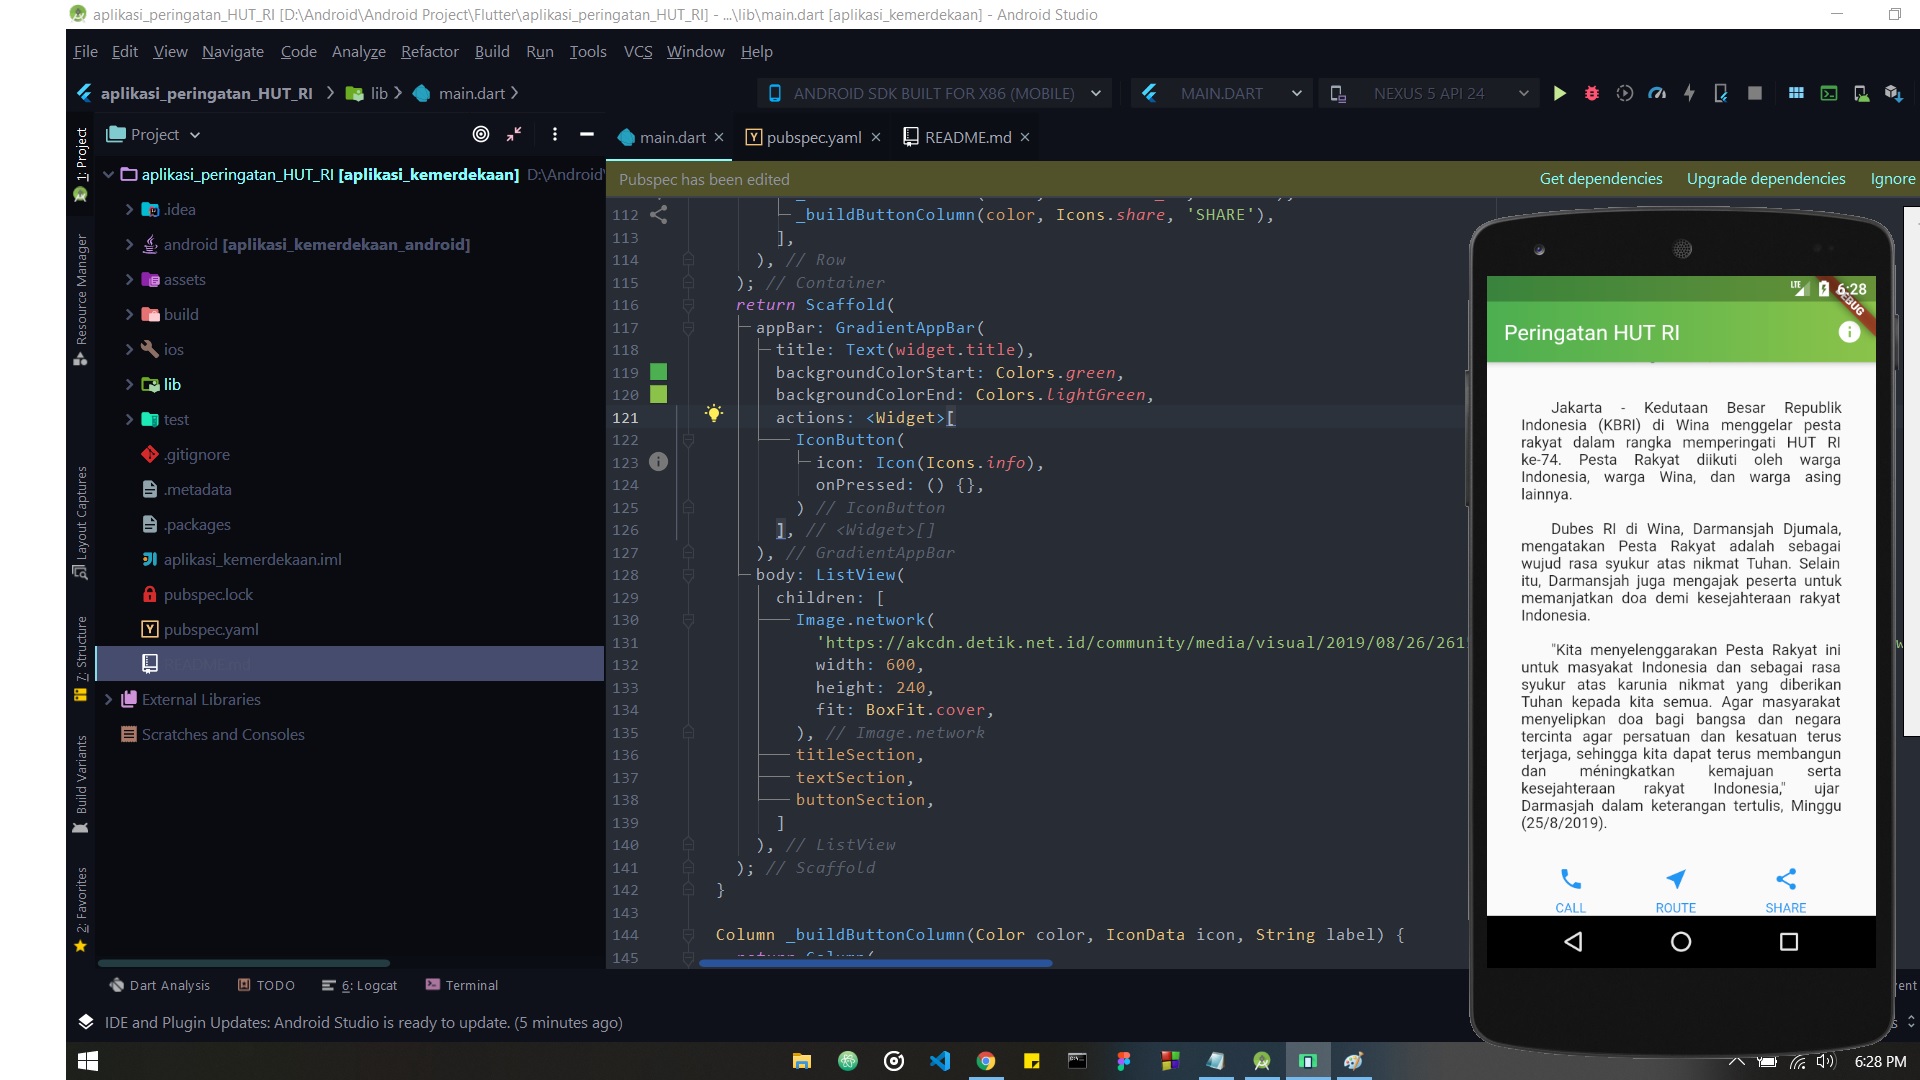 aplikasi_peringatan_HUT_RI [D:\Android\Android Project\Flutter\aplikasi_peringatan_HUT_RI] - ...\lib\main.dart [aplikasi_kemerdekaan] - Android Studio
File Edit View Navigate Code Analyze Refactor Build Run Tools VCS Window Help
aplikasi_peringatan_HUT_RI lib main.dart
ANDROID SDK BUILT FOR X86 (MOBILE) MAIN.DART NEXUS 5 API 24
Project
main.dart pubspec.yaml README.md
Pubspec has been edited Get dependencies Upgrade dependencies Ignore
1: Project
Resource Manager
Layout Captures
7: Structure
Build Variants
2: Favorites
aplikasi_peringatan_HUT_RI [aplikasi_kemerdekaan] D:\Android\
.idea
android [aplikasi_kemerdekaan_android]
assets
build
ios
lib
test
.gitignore
.metadata
.packages
aplikasi_kemerdekaan.iml
pubspec.lock
pubspec.yaml
README.md
External Libraries
Scratches and Consoles
112 _buildButtonColumn(color, Icons.share, 'SHARE'),
113 ],
114 ), // Row
115 ); // Container
116 return Scaffold(
117 appBar: GradientAppBar(
118 title: Text(widget.title),
119 backgroundColorStart: Colors.green,
120 backgroundColorEnd: Colors.lightGreen,
121 actions: <Widget>[
122 IconButton(
123 icon: Icon(Icons.info),
124 onPressed: () {},
125 ) // IconButton
126 ], // <Widget>[]
127 ), // GradientAppBar
128 body: ListView(
129 children: [
130 Image.network(
131 'https://akcdn.detik.net.id/community/media/visual/2019/08/26/261
132 width: 600,
133 height: 240,
134 fit: BoxFit.cover,
135 ), // Image.network
136 titleSection,
137 textSection,
138 buttonSection,
139 ]
140 ), // ListView
141 ); // Scaffold
142 }
143
144 Column _buildButtonColumn(Color color, IconData icon, String label) {
145 return Column(
LTE 6:28
DEBUG
Peringatan HUT RI
Jakarta - Kedutaan Besar Republik
Indonesia (KBRI) di Wina menggelar pesta
rakyat dalam rangka memperingati HUT RI
ke-74. Pesta Rakyat diikuti oleh warga
Indonesia, warga Wina, dan warga asing
lainnya.
Dubes RI di Wina, Darmansjah Djumala,
mengatakan Pesta Rakyat adalah sebagai
wujud rasa syukur atas nikmat Tuhan. Selain
itu, Darmansjah juga mengajak peserta untuk
memanjatkan doa demi kesejahteraan rakyat
Indonesia.
"Kita menyelenggarakan Pesta Rakyat ini
untuk masyakat Indonesia dan sebagai rasa
syukur atas karunia nikmat yang diberikan
Tuhan kepada kita semua. Agar masyarakat
menyelipkan doa bagi bangsa dan negara
tercinta agar persatuan dan kesatuan terus
terjaga, sehingga kita dapat terus membangun
dan méningkatkan kemajuan serta
kesejahteraan rakyat Indonesia," ujar
Darmasjah dalam keterangan tertulis, Minggu
(25/8/2019).
CALL ROUTE SHARE
Dart Analysis TODO 6: Logcat Terminal
IDE and Plugin Updates: Android Studio is ready to update. (5 minutes ago)
6:28 PM